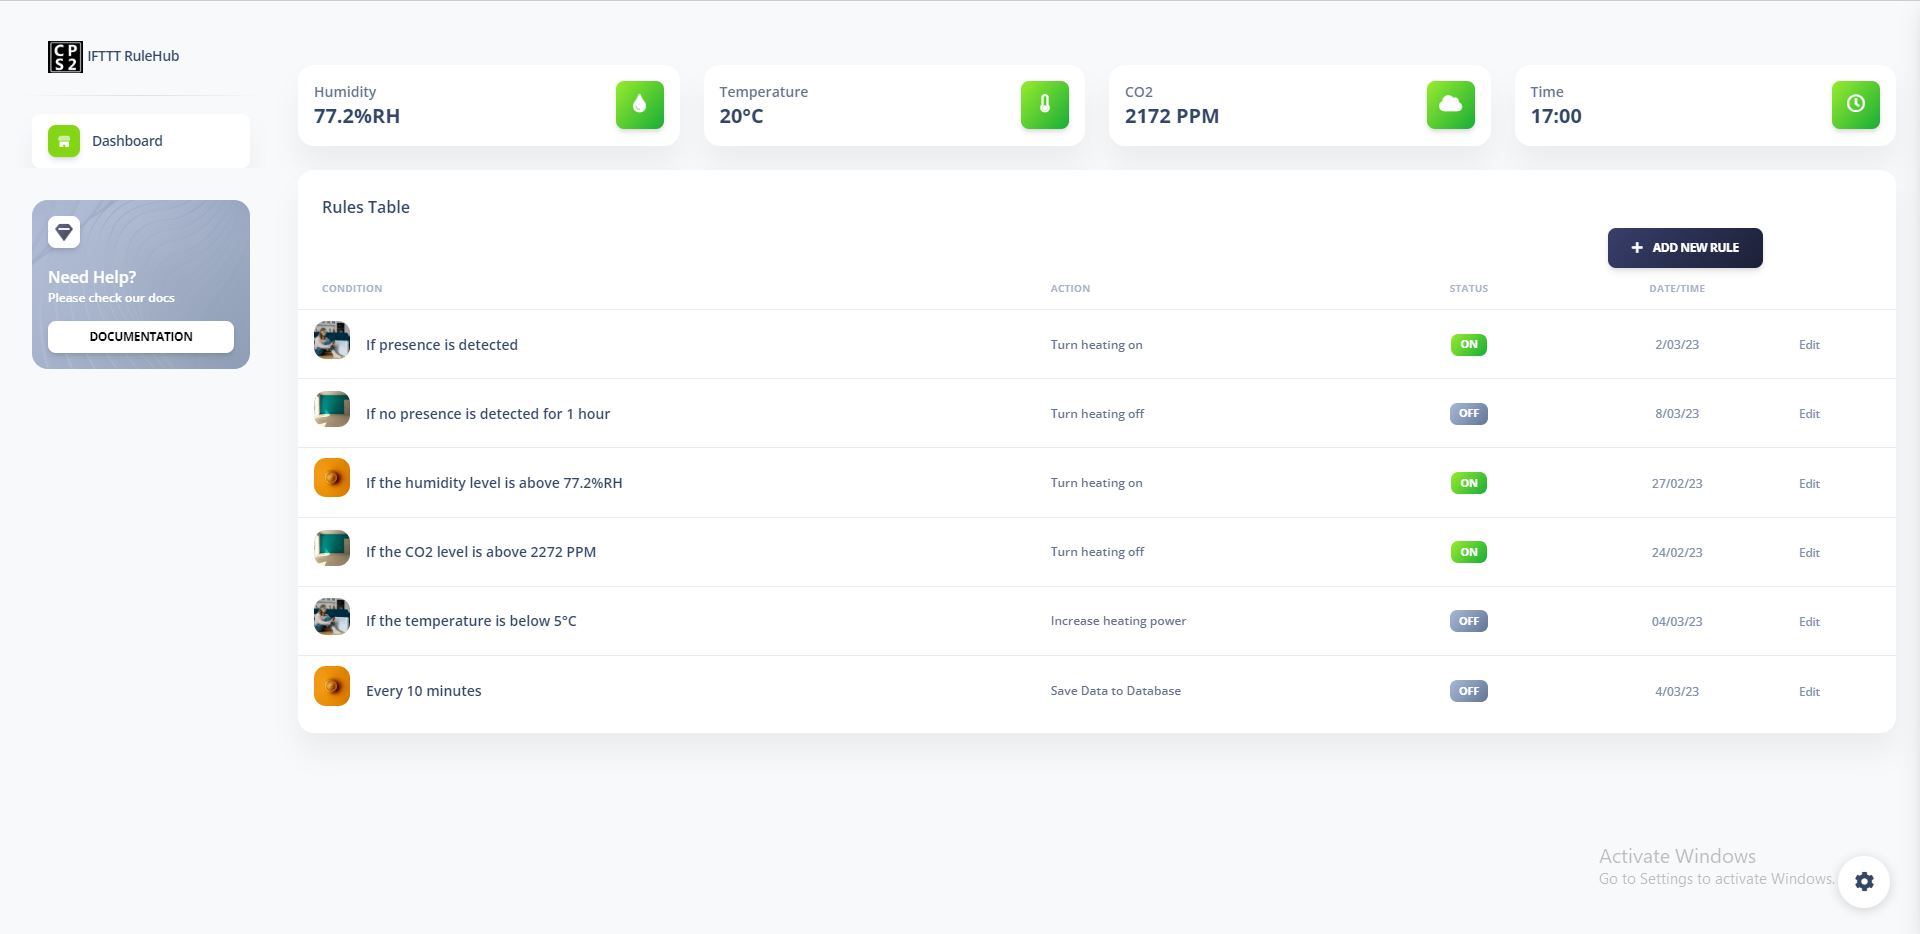 CP
S2
IFTTT RuleHub
Dashboard
Need Help?
Please check our docs
DOCUMENTATION
Humidity
77.2%RH
Temperature
20°C
CO2
2172 PPM
Time
17:00
Rules Table
ADD NEW RULE
CONDITION ACTION STATUS DATE/TIME
If presence is detected Turn heating on ON 2/03/23 Edit
If no presence is detected for 1 hour Turn heating off OFF 8/03/23 Edit
If the humidity level is above 77.2%RH Turn heating on ON 27/02/23 Edit
If the CO2 level is above 2272 PPM Turn heating off ON 24/02/23 Edit
If the temperature is below 5°C Increase heating power OFF 04/03/23 Edit
Every 10 minutes Save Data to Database OFF 4/03/23 Edit
Activate Windows
Go to Settings to activate Windows.